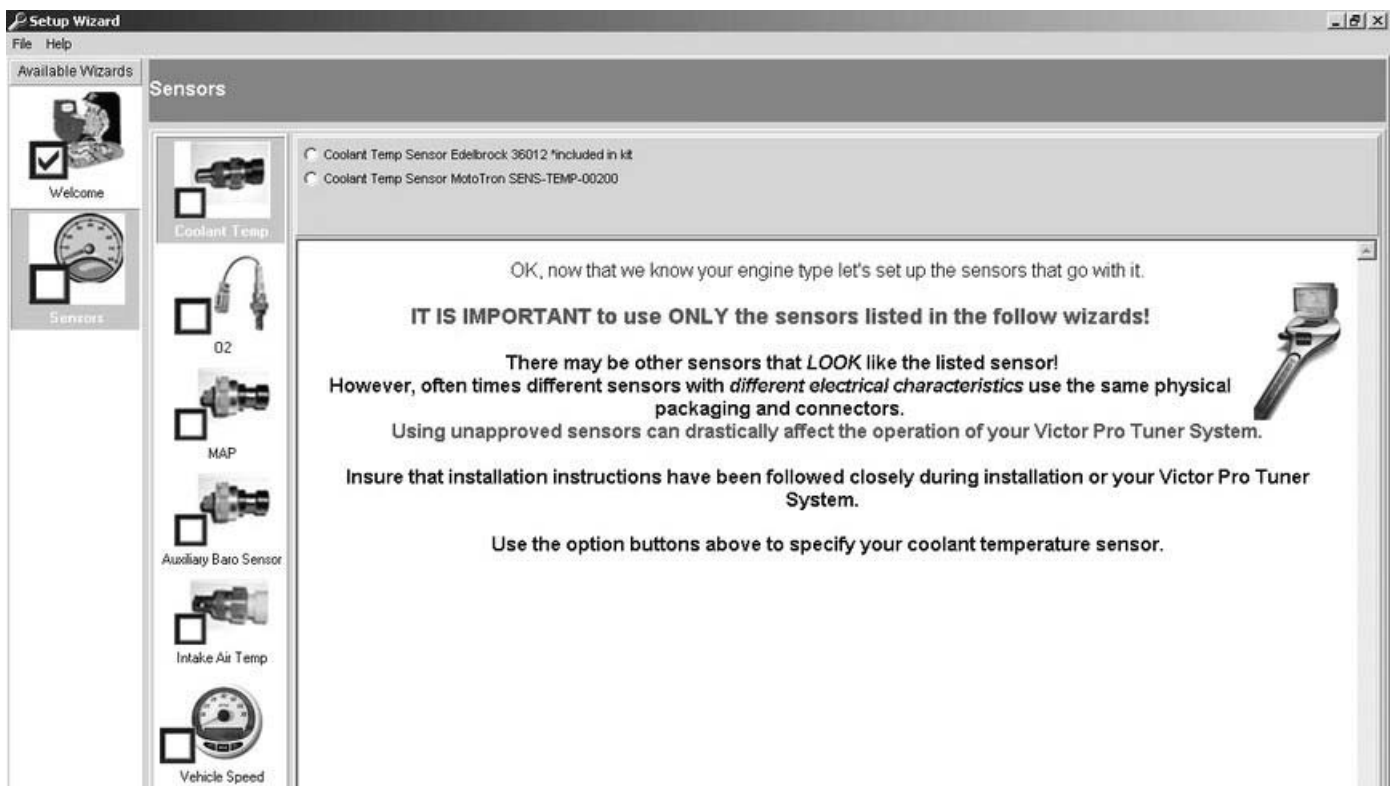 Setup Wizard
File Help
Available Wizards
Welcome
Sensors
Sensors
Coolant Temp
O2
MAP
Auxiliary Baro Sensor
Intake Air Temp
Vehicle Speed
Coolant Temp Sensor Edelbrock 36012 *included in kit
Coolant Temp Sensor MotoTron SENS-TEMP-00200
OK, now that we know your engine type let's set up the sensors that go with it.
IT IS IMPORTANT to use ONLY the sensors listed in the follow wizards!
There may be other sensors that LOOK like the listed sensor!
However, often times different sensors with different electrical characteristics use the same physical
packaging and connectors.
Using unapproved sensors can drastically affect the operation of your Victor Pro Tuner System.
Insure that installation instructions have been followed closely during installation or your Victor Pro Tuner
System.
Use the option buttons above to specify your coolant temperature sensor.